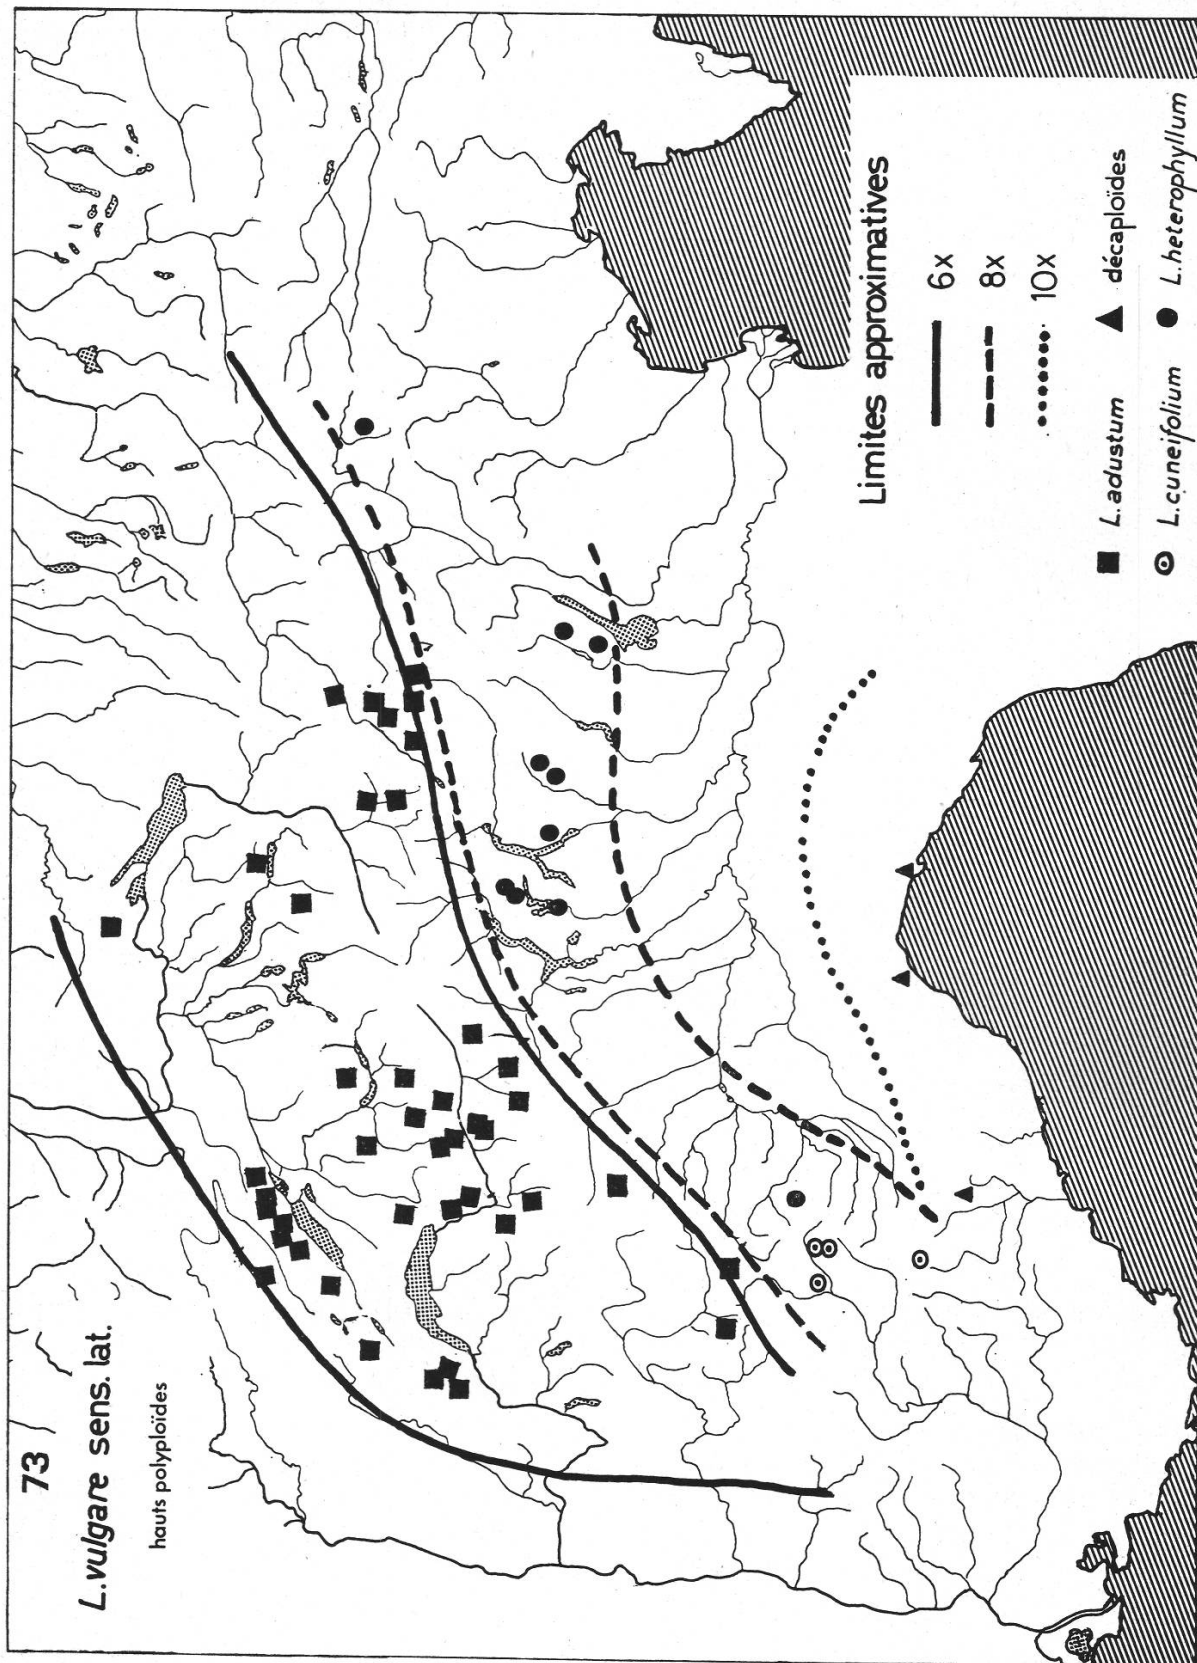 73
L. vulgare sens. lat.
hauts polyploïdes
Limites approximatives
6x
8x
10x
L. adustum
décaploïdes
L. cuneifolium
L. heterophyllum